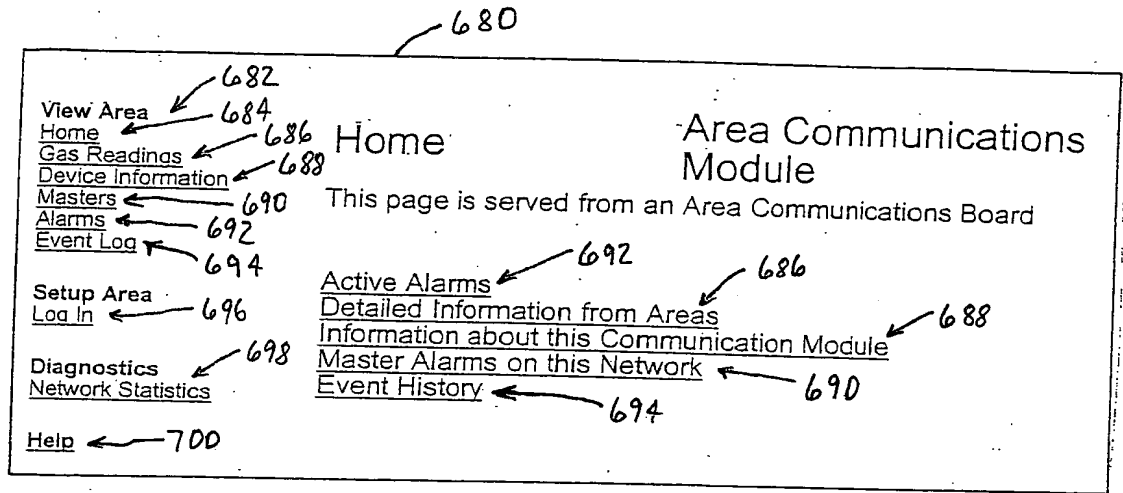 680
View Area 682
Home 684
Gas Readings 686
Device Information 688
Masters 690
Alarms 692
Event Log 694
Setup Area
Log In 696
Diagnostics
Network Statistics 698
Help 700
Home
Area Communications
Module
This page is served from an Area Communications Board
Active Alarms 692
Detailed Information from Areas 686
Information about this Communication Module 688
Master Alarms on this Network 690
Event History 694